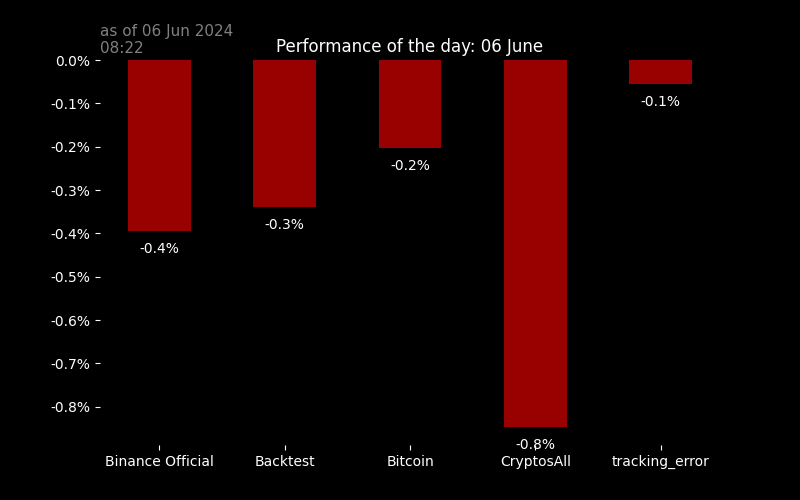 as of 06 Jun 2024
08:22
Performance of the day: 06 June
0.0%
-0.1%
-0.2%
-0.3%
-0.4%
-0.5%
-0.6%
-0.7%
-0.8%
-0.4%
-0.3%
-0.2%
-0.8%
-0.1%
Binance Official
Backtest
Bitcoin
CryptosAll
tracking_error